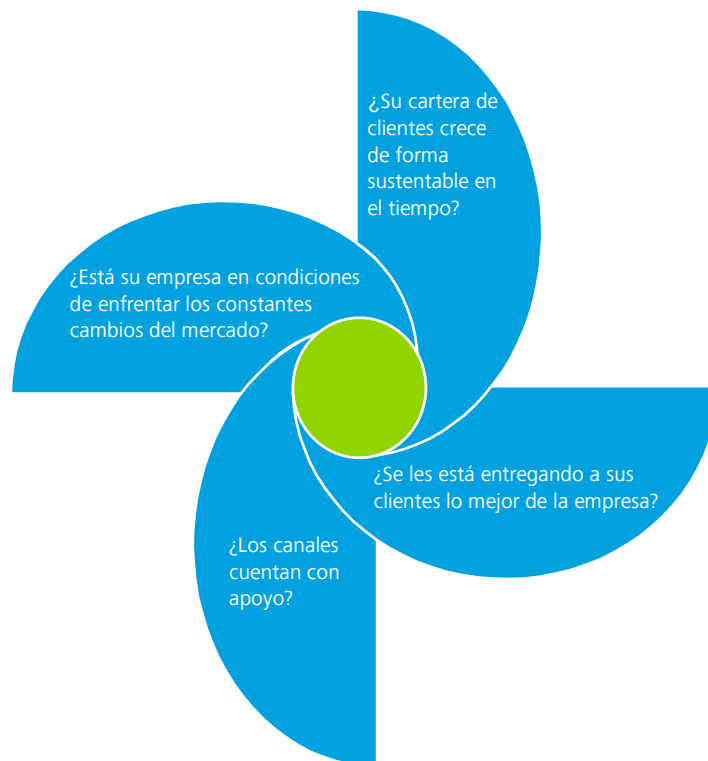 ¿Su cartera de
clientes crece
de forma
sustentable en
el tiempo?
¿Está su empresa en condiciones
de enfrentar los constantes
cambios del mercado?
¿Se les está entregando a sus
clientes lo mejor de la empresa?
¿Los canales
cuentan con
apoyo?